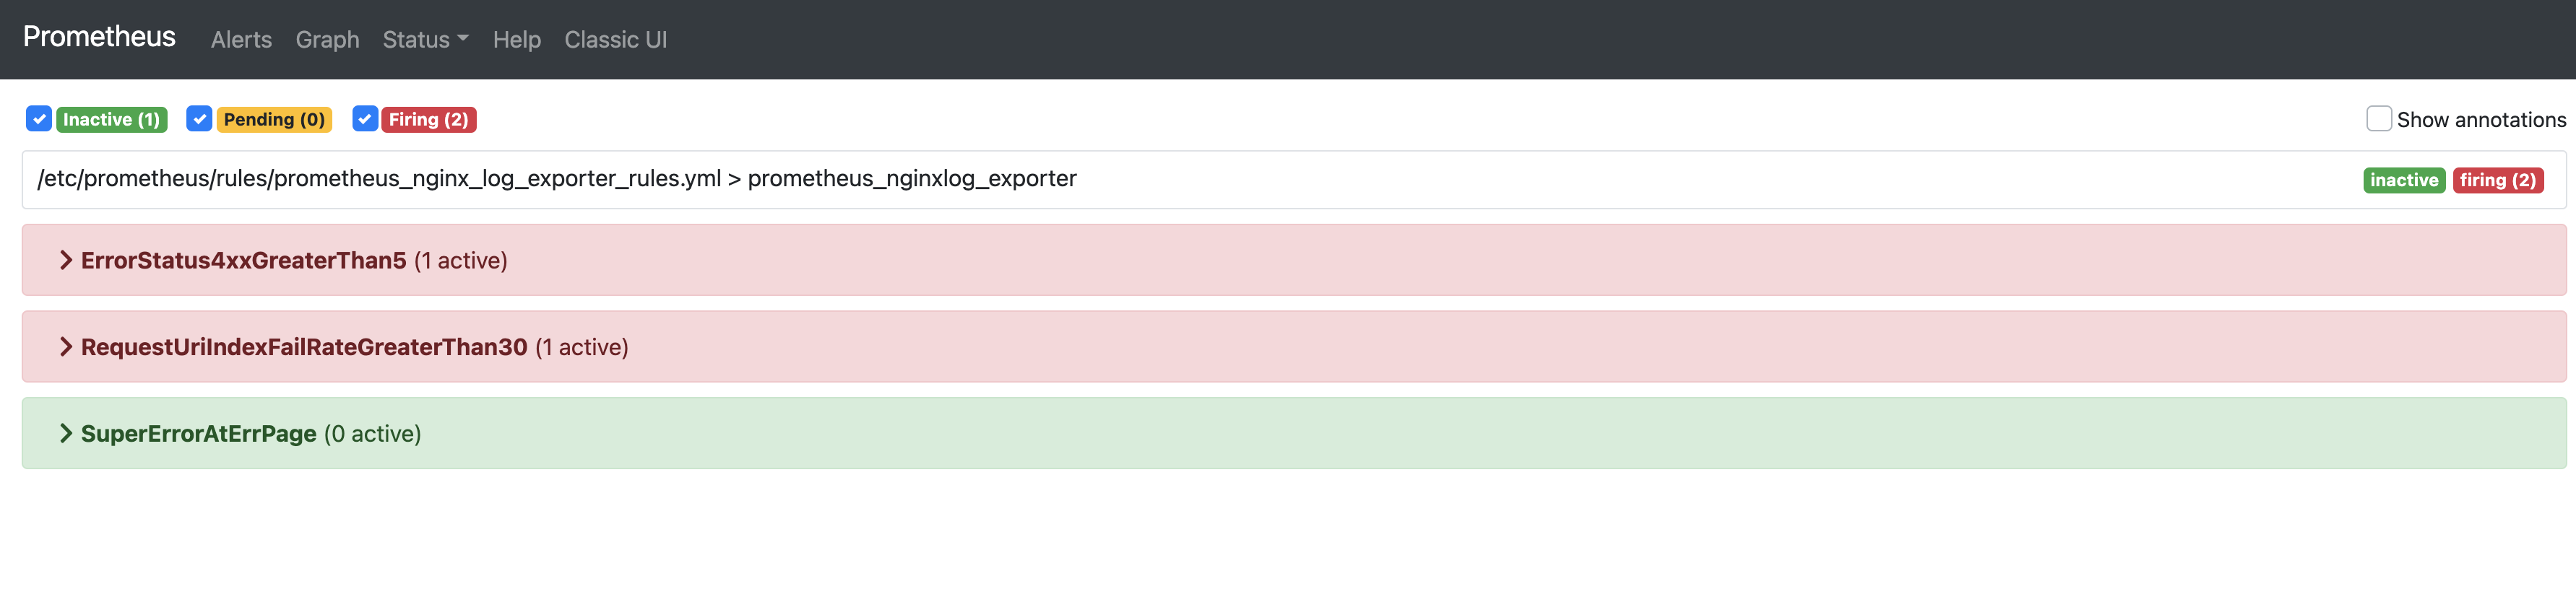 Prometheus Alerts Graph Status Help Classic UI
Inactive (1) Pending (0) Firing (2) Show annotations
/etc/prometheus/rules/prometheus_nginx_log_exporter_rules.yml > prometheus_nginxlog_exporter inactive firing (2)
ErrorStatus4xxGreaterThan5 (1 active)
RequestUriIndexFailRateGreaterThan30 (1 active)
SuperErrorAtErrPage (0 active)